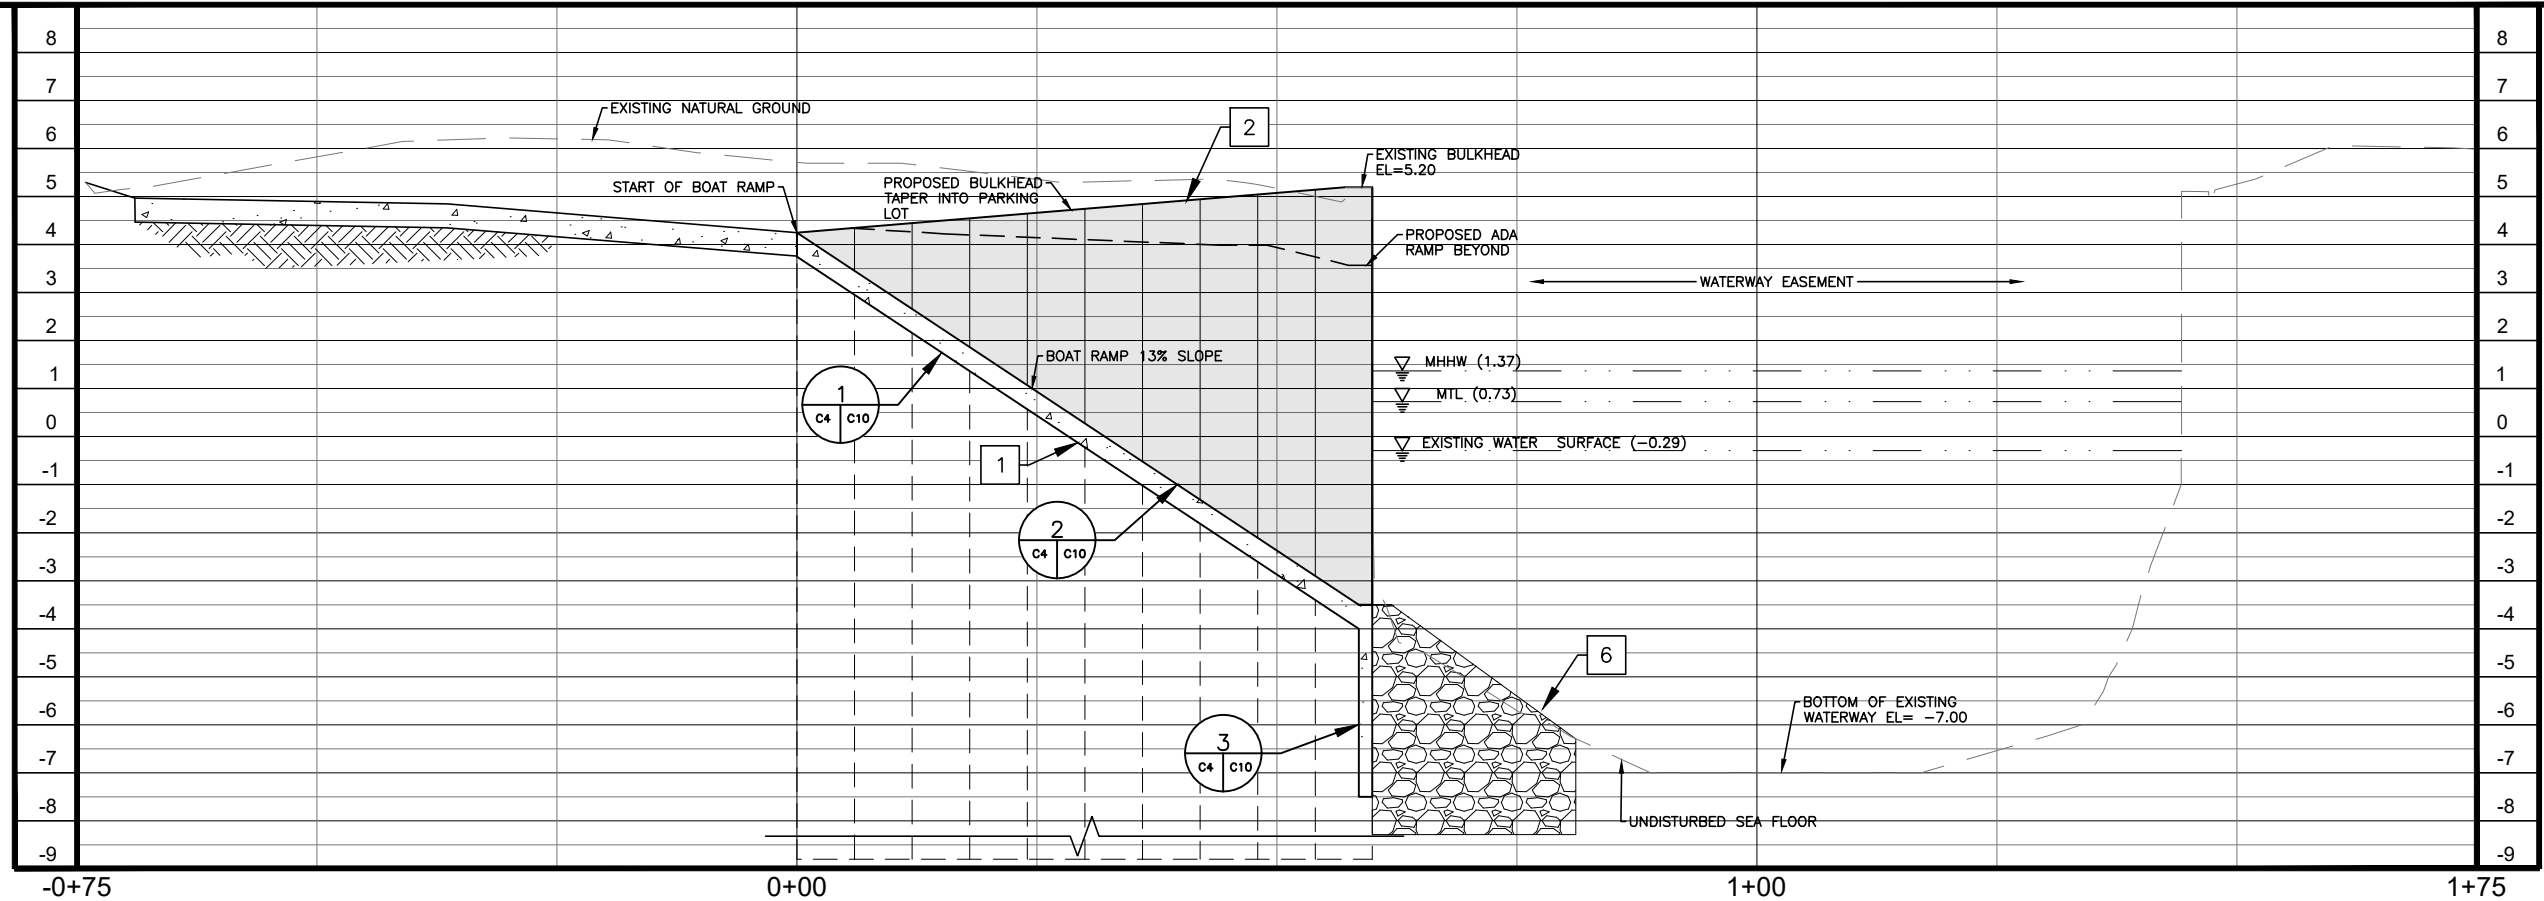 8
8
7
7
EXISTING NATURAL GROUND
6
6
2
EXISTING BULKHEAD
EL=5.20
5
5
START OF BOAT RAMP
PROPOSED BULKHEAD
TAPER INTO PARKING
LOT
4
4
PROPOSED ADA
RAMP BEYOND
3
3
WATERWAY EASEMENT
2
2
BOAT RAMP 13% SLOPE
MHHW (1.37)
1
1
1
C4 C10
MTL (0.73)
0
0
EXISTING WATER SURFACE (-0.29)
-1
-1
1
-2
-2
2
C4 C10
-3
-3
-4
-4
-5
-5
6
-6
-6
BOTTOM OF EXISTING
WATERWAY EL= -7.00
3
C4 C10
-7
-7
-8
-8
UNDISTURBED SEA FLOOR
-9
-9
-0+75
0+00
1+00
1+75